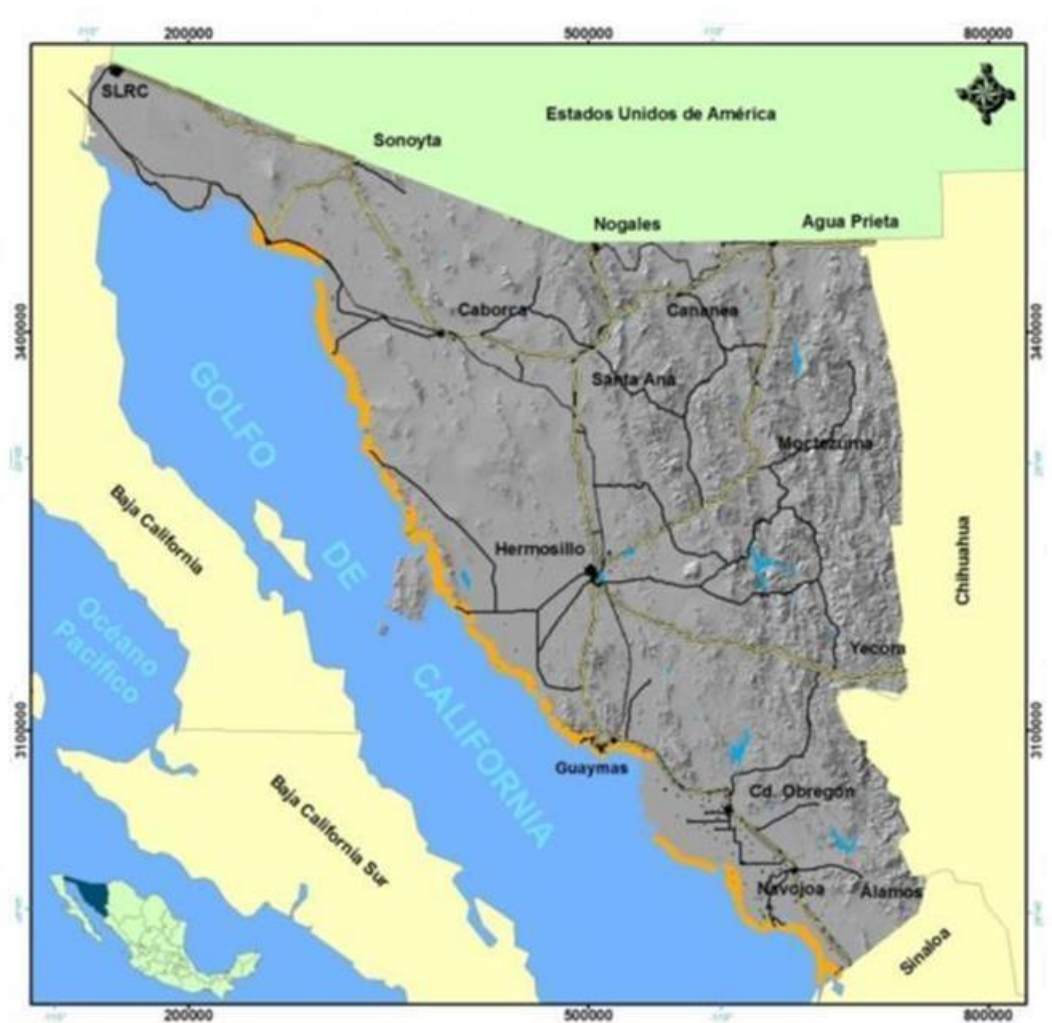 200000
500000
800000
SLRC
Estados Unidos de América
Sonoyta
Nogales
Agua Prieta
3400000
3400000
Caborca
Cananea
Santa Ana
GOLFO
Moctezuma
Baja California
DE
Hermosillo
Chihuahua
Océano
Pacifico
Yecora
CALIFORNIA
3100000
3100000
Guaymas
Baja California Sur
Cd. Obregón
Navojoa
Álamos
Sinaloa
200000
500000
800000